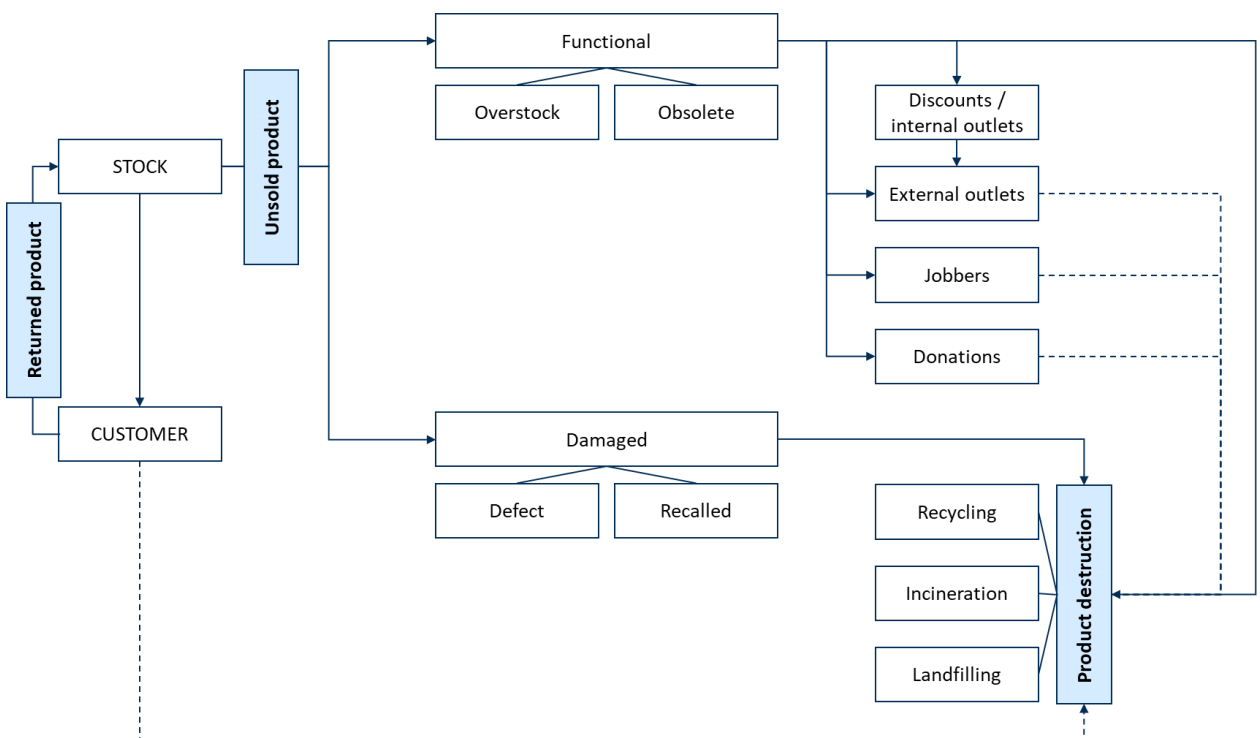 Functional
Overstock
Obsolete
Discounts /
internal outlets
STOCK
Unsold product
External outlets
Returned product
Jobbers
Donations
CUSTOMER
Damaged
Defect
Recalled
Recycling
Incineration
Landfilling
Product destruction